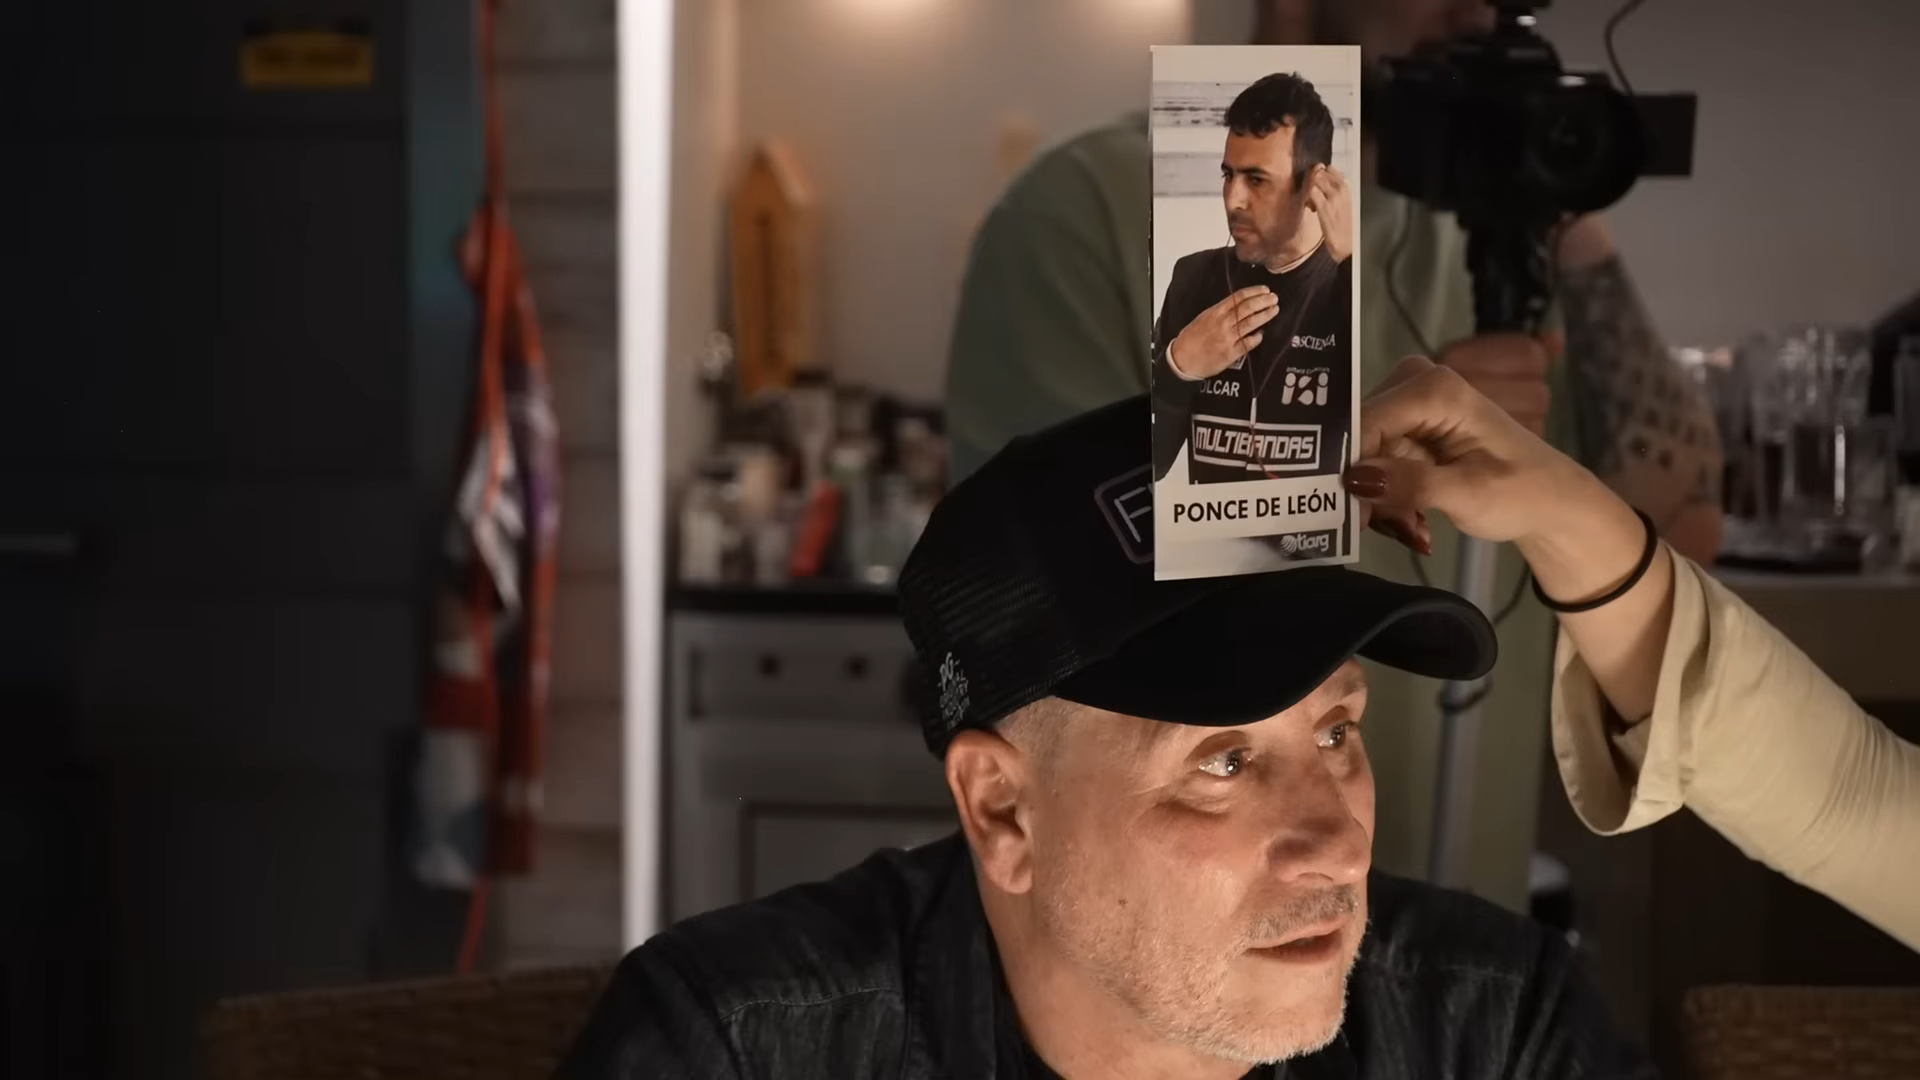 SCIENZA
OLCAR
MULTIBANDAS
PONCE DE LEÓN
tiarg